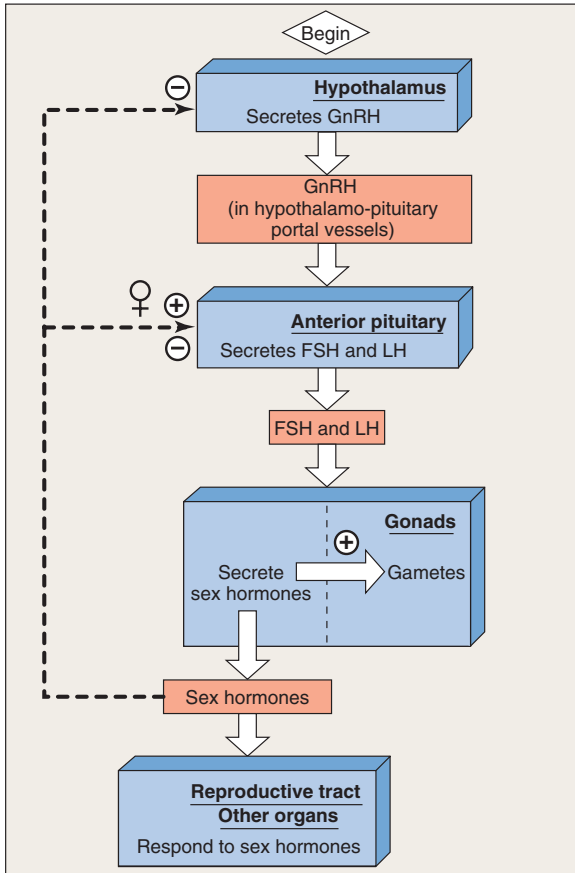 Begin
Hypothalamus
Secretes GnRH
GnRH
(in hypothalamo-pituitary
portal vessels)
Anterior pituitary
Secretes FSH and LH
FSH and LH
Gonads
Secrete
sex hormones
Gametes
Sex hormones
Reproductive tract
Other organs
Respond to sex hormones